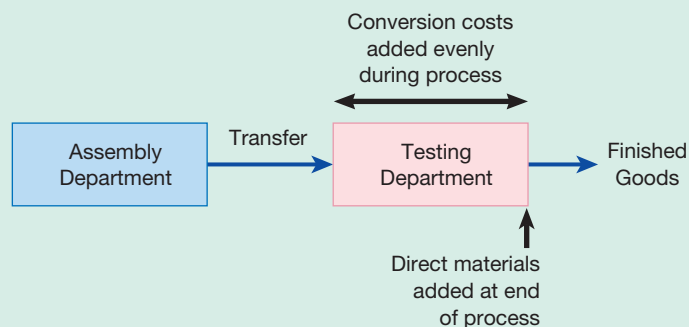 Conversion costs
added evenly
during process
Assembly
Department
Transfer
Testing
Department
Finished
Goods
Direct materials
added at end
of process